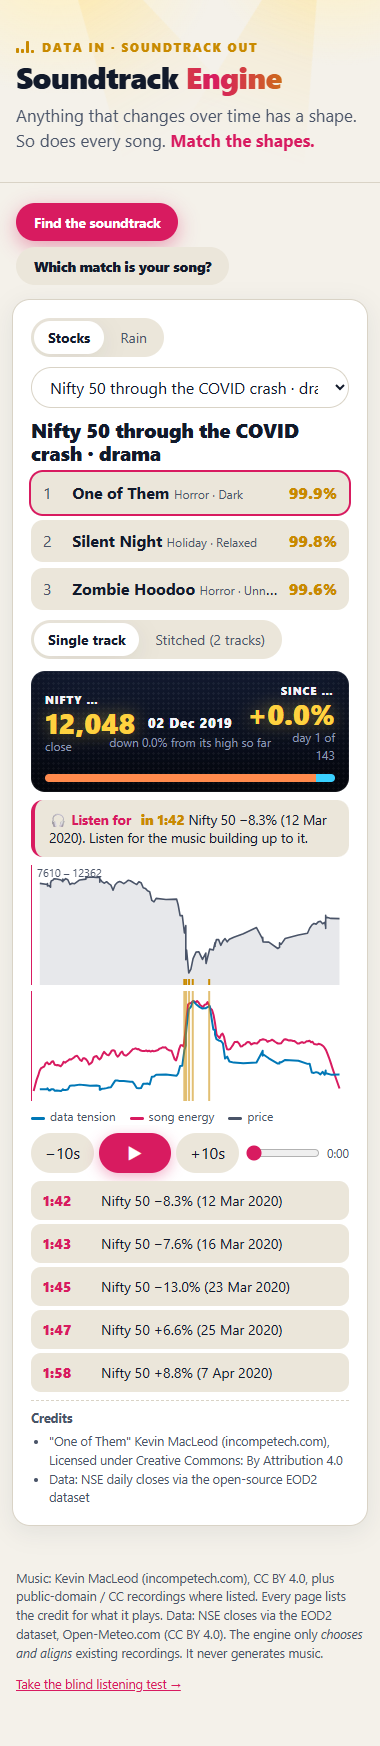 DATA IN · SOUNDTRACK OUT
Soundtrack Engine
Anything that changes over time has a shape.
So does every song. Match the shapes.
Find the soundtrack
Which match is your song?
Stocks Rain
Nifty 50 through the COVID crash · dra
Nifty 50 through the COVID
crash · drama
1 One of Them Horror · Dark 99.9%
2 Silent Night Holiday · Relaxed 99.8%
3 Zombie Hoodoo Horror · Unn... 99.6%
Single track Stitched (2 tracks)
NIFTY ... SINCE ...
12,048 02 Dec 2019 +0.0%
close down 0.0% from its high so far day 1 of
143
Listen for in 1:42 Nifty 50 −8.3% (12 Mar
2020). Listen for the music building up to it.
7610 – 12362
data tension song energy price
−10s +10s 0:00
1:42 Nifty 50 −8.3% (12 Mar 2020)
1:43 Nifty 50 −7.6% (16 Mar 2020)
1:45 Nifty 50 −13.0% (23 Mar 2020)
1:47 Nifty 50 +6.6% (25 Mar 2020)
1:58 Nifty 50 +8.8% (7 Apr 2020)
Credits
• "One of Them" Kevin MacLeod (incompetech.com),
Licensed under Creative Commons: By Attribution 4.0
• Data: NSE daily closes via the open-source EOD2
dataset
Music: Kevin MacLeod (incompetech.com), CC BY 4.0, plus
public-domain / CC recordings where listed. Every page lists
the credit for what it plays. Data: NSE closes via the EOD2
dataset, Open-Meteo.com (CC BY 4.0). The engine only chooses
and aligns existing recordings. It never generates music.
Take the blind listening test →